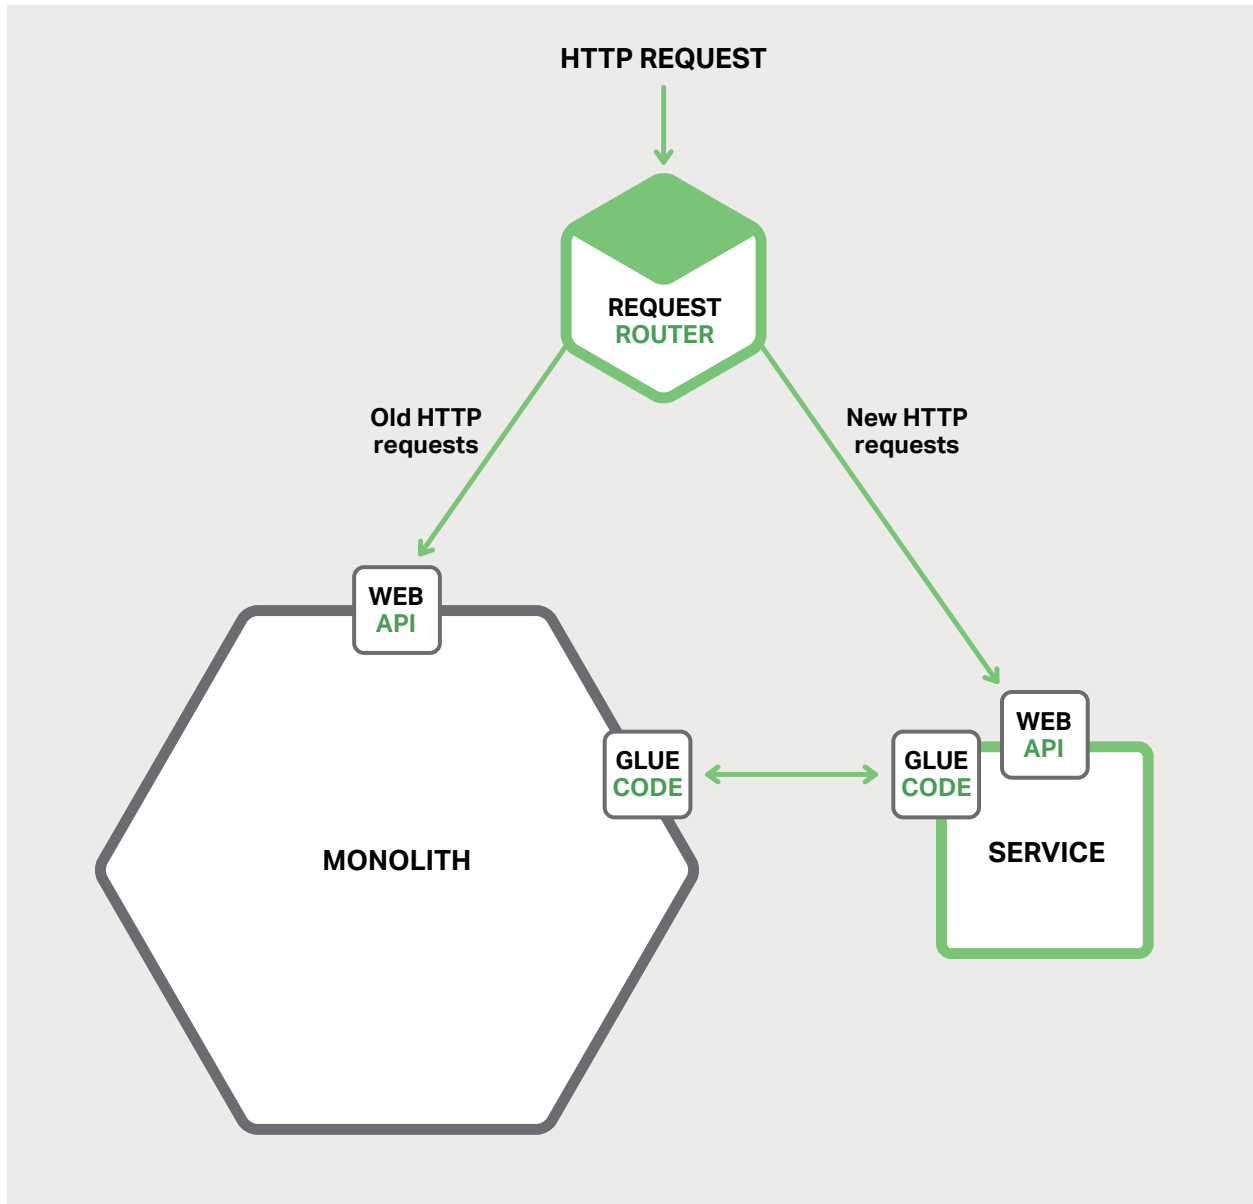 HTTP REQUEST
REQUEST
ROUTER
Old HTTP
requests
New HTTP
requests
WEB
API
GLUE
CODE
MONOLITH
GLUE
CODE
WEB
API
SERVICE